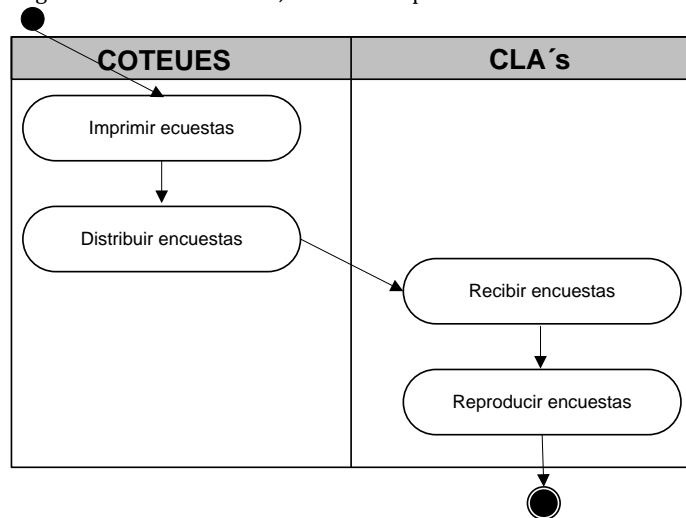 COTEUES
CLA´s
Imprimir ecuestas
Distribuir encuestas
Recibir encuestas
Reproducir encuestas